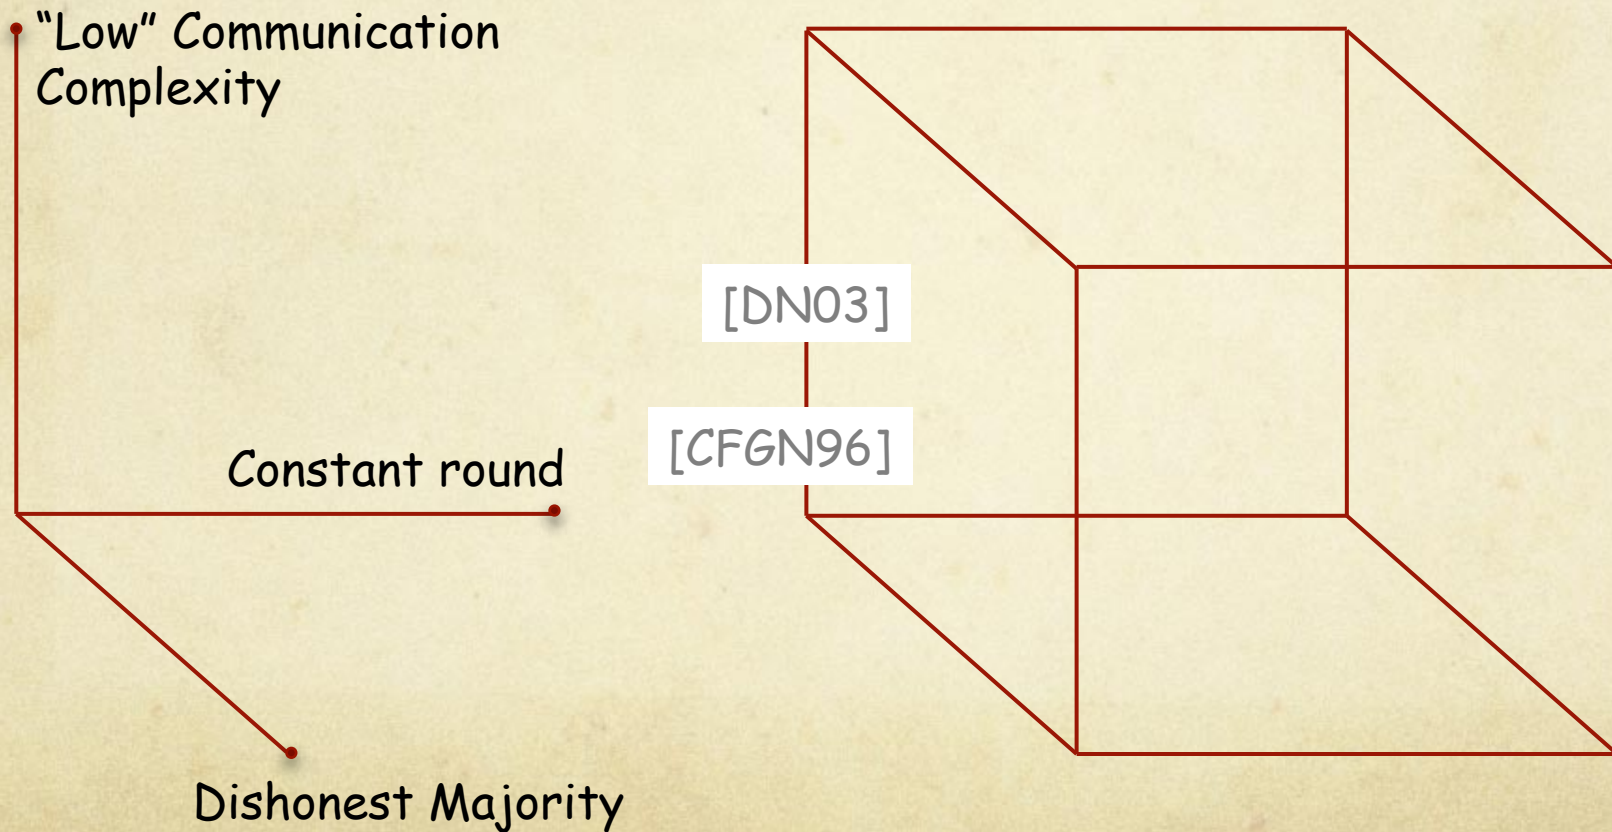 “Low” Communication
Complexity
[DN03]
[CFGN96]
Constant round
Dishonest Majority